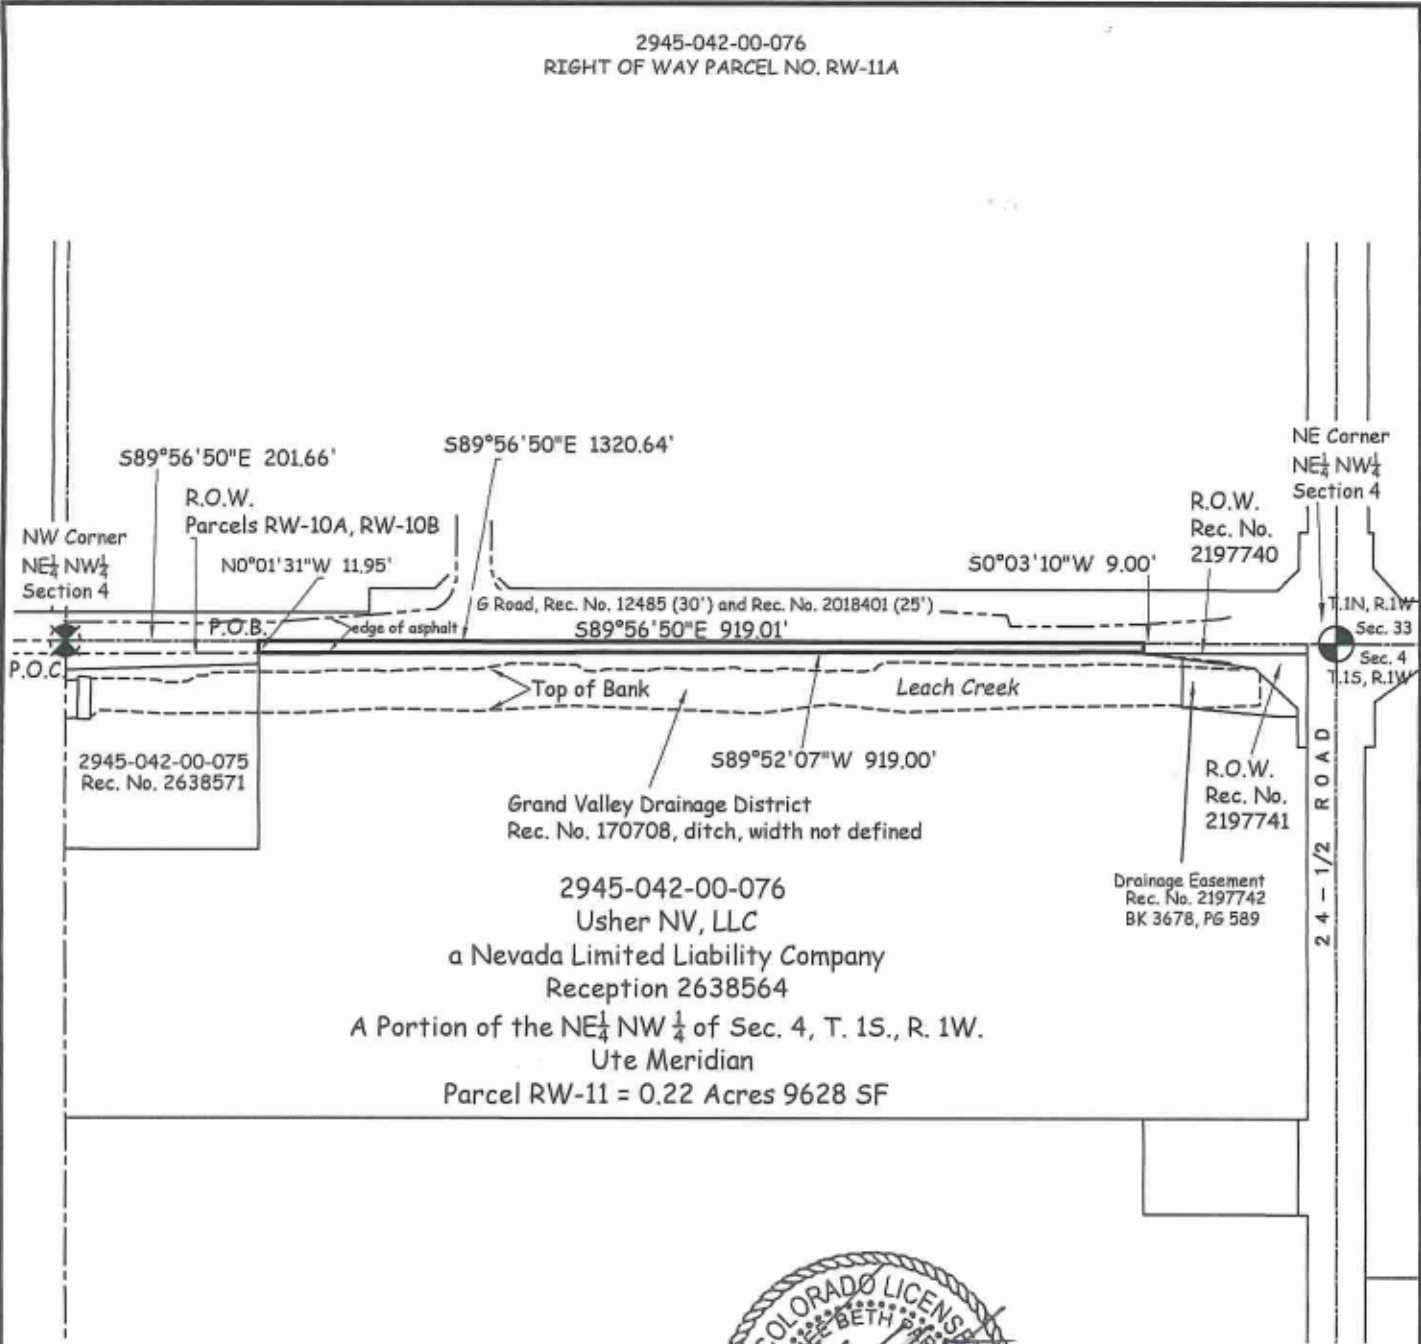 2945-042-00-076
RIGHT OF WAY PARCEL NO. RW-11A
S89°56'50"E 201.66'
S89°56'50"E 1320.64'
NE Corner
NE¼ NW¼
Section 4
R.O.W.
Parcels RW-10A, RW-10B
R.O.W.
Rec. No.
2197740
NW Corner
NE¼ NW¼
Section 4
N0°01'31"W 11.95'
S0°03'10"W 9.00'
G Road, Rec. No. 12485 (30') and Rec. No. 2018401 (25')
T.1N, R.1W
Sec. 33
P.O.B.
edge of asphalt
S89°56'50"E 919.01'
P.O.C.
Sec. 4
T.1S, R.1W
Top of Bank
Leach Creek
S89°52'07"W 919.00'
2945-042-00-075
Rec. No. 2638571
R.O.W.
Rec. No.
2197741
24-1/2 ROAD
Grand Valley Drainage District
Rec. No. 170708, ditch, width not defined
Drainage Easement
Rec. No. 2197742
BK 3678, PG 589
2945-042-00-076
Usher NV, LLC
a Nevada Limited Liability Company
Reception 2638564
A Portion of the NE¼ NW ¼ of Sec. 4, T. 1S., R. 1W.
Ute Meridian
Parcel RW-11 = 0.22 Acres 9628 SF
COLORADO LICENSE
BETH